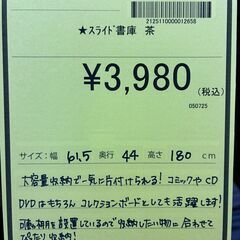 2125110000012658
★スライド書庫 茶
¥3,980
(税込)
050725
サイズ:幅 61.5 奥行 44 高さ 180 cm
大容量収納で一気に片付けられる! コミックやCD
DVDはもちろん コレクションボードとしても活躍します!
可動棚を設置しているので収納したい物に合わせて
ぴったり収納!